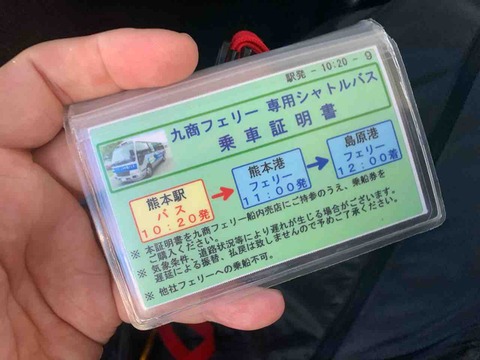 駅発－10:20－9
九商フェリー 専用シャトルバス
乗車証明書
熊本駅
バス
10:20発
熊本港
フェリー
11:00発
島原港
フェリー
12:00着
※ 本証明書を九商フェリー船内売店にご持参のうえ、乗船券を
ご購入ください。
※ 気象条件、道路状況等により遅れが生じる場合がございます。
遅延による振替、払戻は致しませんので予めご了承ください。
※ 他社フェリーへの乗船不可。